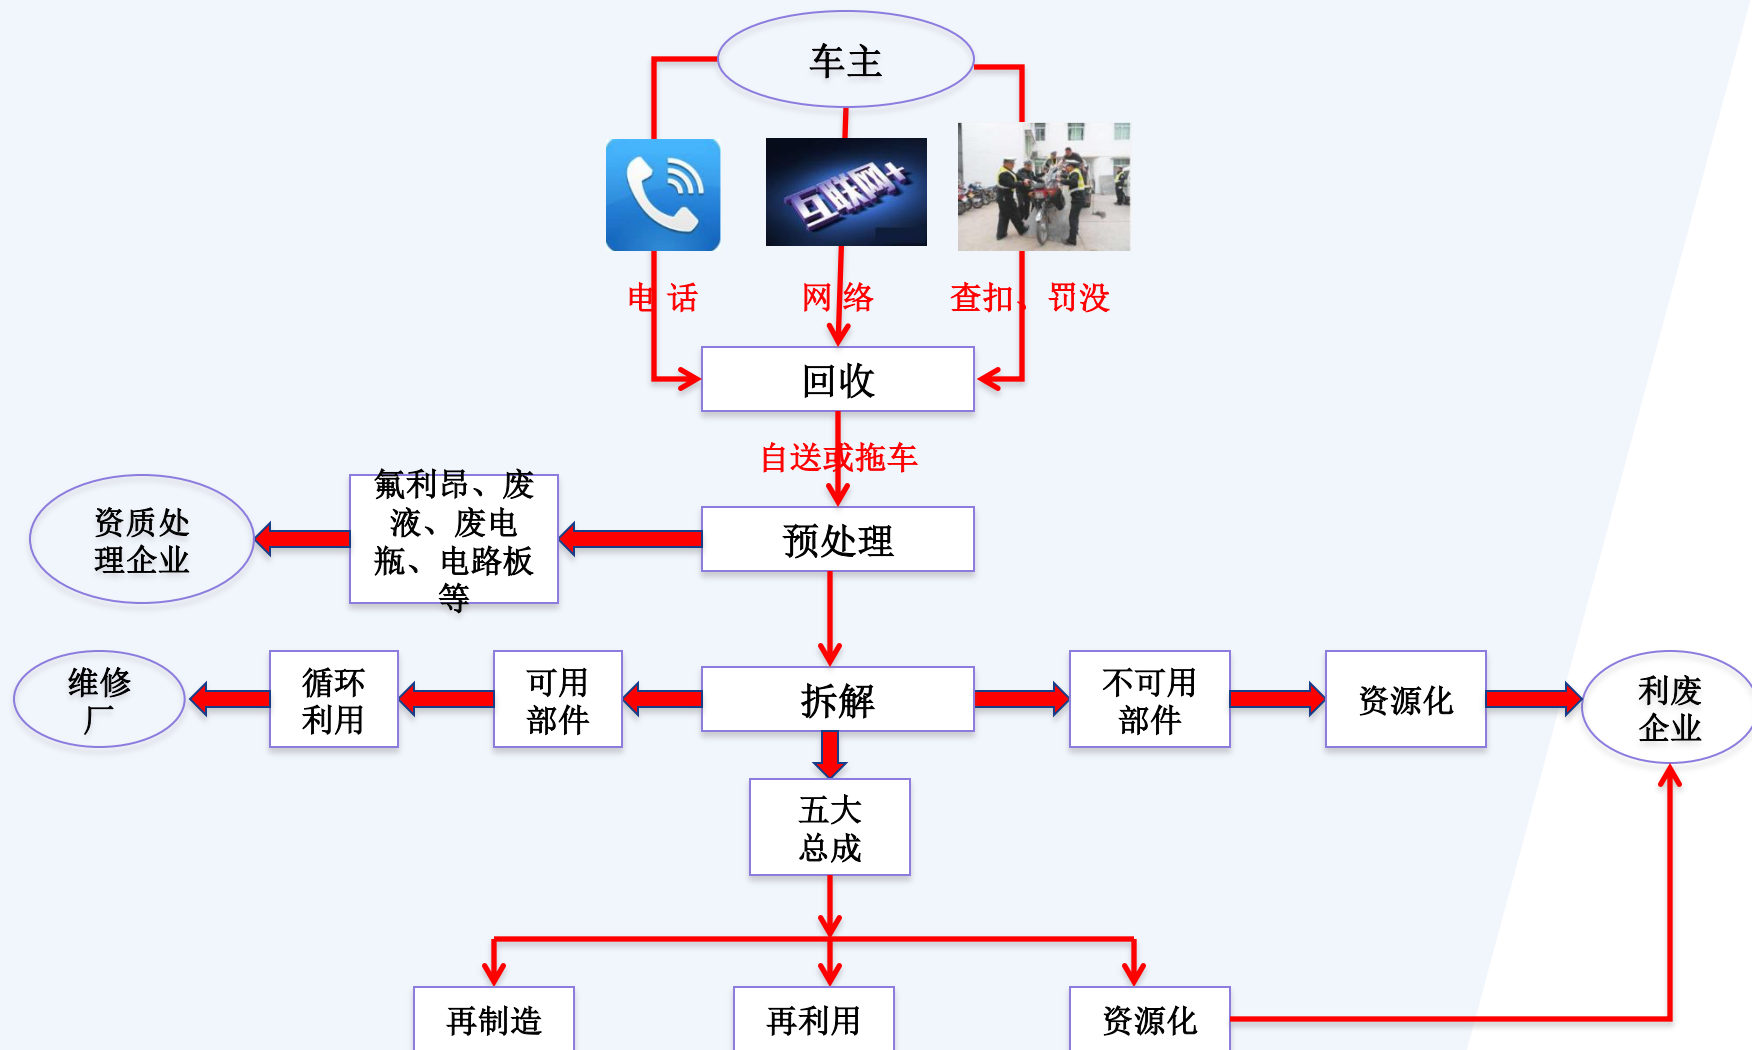 车主
互联网+
电 话
网 络
查扣、罚没
回收
自送或拖车
资质处
理企业
氟利昂、废
液、废电
瓶、电路板
等
预处理
维修
厂
循环
利用
可用
部件
拆解
不可用
部件
资源化
利废
企业
五大
总成
再制造
再利用
资源化